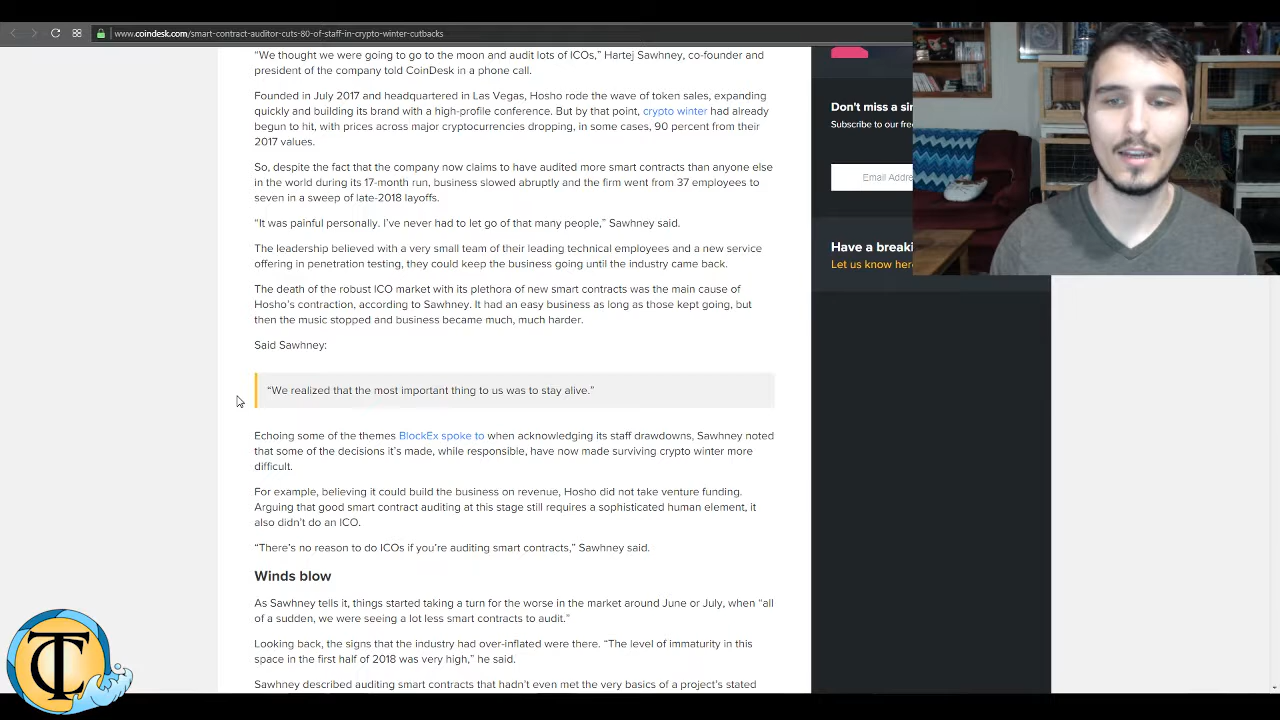 www.coindesk.com/smart-contract-auditor-cuts-80-of-staff-in-crypto-winter-cutbacks
“We thought we were going to go to the moon and audit lots of ICOs,” Hartej Sawhney, co-founder and
president of the company told CoinDesk in a phone call.
Founded in July 2017 and headquartered in Las Vegas, Hosho rode the wave of token sales, expanding
quickly and building its brand with a high-profile conference. But by that point, crypto winter had already
begun to hit, with prices across major cryptocurrencies dropping, in some cases, 90 percent from their
2017 values.
So, despite the fact that the company now claims to have audited more smart contracts than anyone else
in the world during its 17-month run, business slowed abruptly and the firm went from 37 employees to
seven in a sweep of late-2018 layoffs.
“It was painful personally. I’ve never had to let go of that many people,” Sawhney said.
The leadership believed with a very small team of their leading technical employees and a new service
offering in penetration testing, they could keep the business going until the industry came back.
The death of the robust ICO market with its plethora of new smart contracts was the main cause of
Hosho’s contraction, according to Sawhney. It had an easy business as long as those kept going, but
then the music stopped and business became much, much harder.
Said Sawhney:
“We realized that the most important thing to us was to stay alive.”
Echoing some of the themes BlockEx spoke to when acknowledging its staff drawdowns, Sawhney noted
that some of the decisions it’s made, while responsible, have now made surviving crypto winter more
difficult.
For example, believing it could build the business on revenue, Hosho did not take venture funding.
Arguing that good smart contract auditing at this stage still requires a sophisticated human element, it
also didn’t do an ICO.
“There’s no reason to do ICOs if you’re auditing smart contracts,” Sawhney said.
Winds blow
As Sawhney tells it, things started taking a turn for the worse in the market around June or July, when “all
of a sudden, we were seeing a lot less smart contracts to audit.”
Looking back, the signs that the industry had over-inflated were there. “The level of immaturity in this
space in the first half of 2018 was very high,” he said.
Sawhney described auditing smart contracts that hadn’t even met the very basics of a project’s stated
Don't miss a si
Subscribe to our fre
Email Addre
Have a breaki
Let us know here
TC